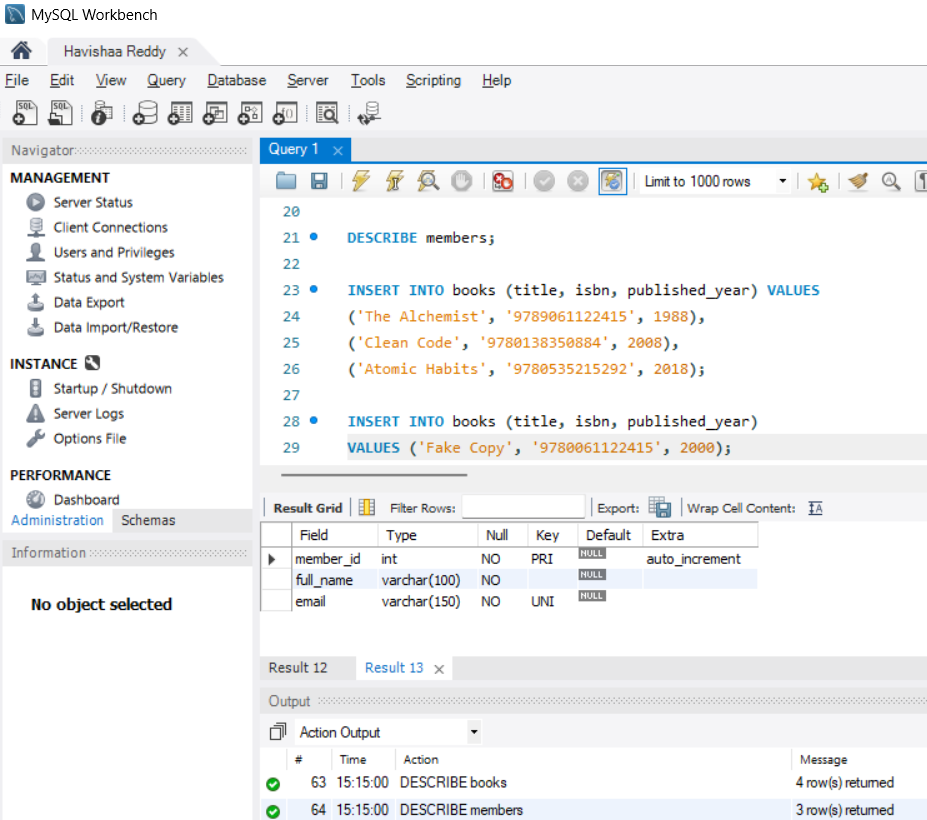 MySQL Workbench
Havishaa Reddy
File Edit View Query Database Server Tools Scripting Help
SQL SQL
Navigator
MANAGEMENT
Server Status
Client Connections
Users and Privileges
Status and System Variables
Data Export
Data Import/Restore
INSTANCE
Startup / Shutdown
Server Logs
Options File
PERFORMANCE
Dashboard
Administration Schemas
Information
No object selected
Query 1
Limit to 1000 rows
20
21 DESCRIBE members;
22
23 INSERT INTO books (title, isbn, published_year) VALUES
24 ('The Alchemist', '9789061122415', 1988),
25 ('Clean Code', '9780138350884', 2008),
26 ('Atomic Habits', '9780535215292', 2018);
27
28 INSERT INTO books (title, isbn, published_year)
29 VALUES ('Fake Copy', '9780061122415', 2000);
Result Grid Filter Rows: Export: Wrap Cell Content:
Field Type Null Key Default Extra
member_id int NO PRI NULL auto_increment
full_name varchar(100) NO NULL
email varchar(150) NO UNI NULL
Result 12 Result 13
Output
Action Output
# Time Action Message
63 15:15:00 DESCRIBE books 4 row(s) returned
64 15:15:00 DESCRIBE members 3 row(s) returned